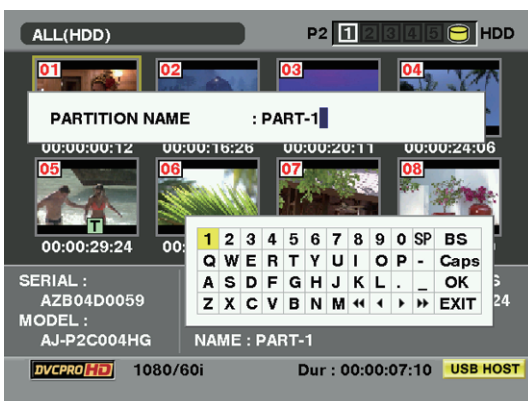 ALL(HDD) P2 1 2 3 4 5 HDD
01 02 03 04
PARTITION NAME : PART-1
00:00:00:12 00:00:16:26 00:00:20:11 00:00:24:06
05 06 07 08
T
00:00:29:24 00:
1 2 3 4 5 6 7 8 9 0 SP BS
Q W E R T Y U I O P - Caps
A S D F G H J K L . _ OK
Z X C V B N M ◂◂ ◂ ▸ ▸▸ EXIT
SERIAL : S
AZB04D0059 24
MODEL :
AJ-P2C004HG NAME : PART-1
DVCPRO HD 1080/60i Dur : 00:00:07:10 USB HOST